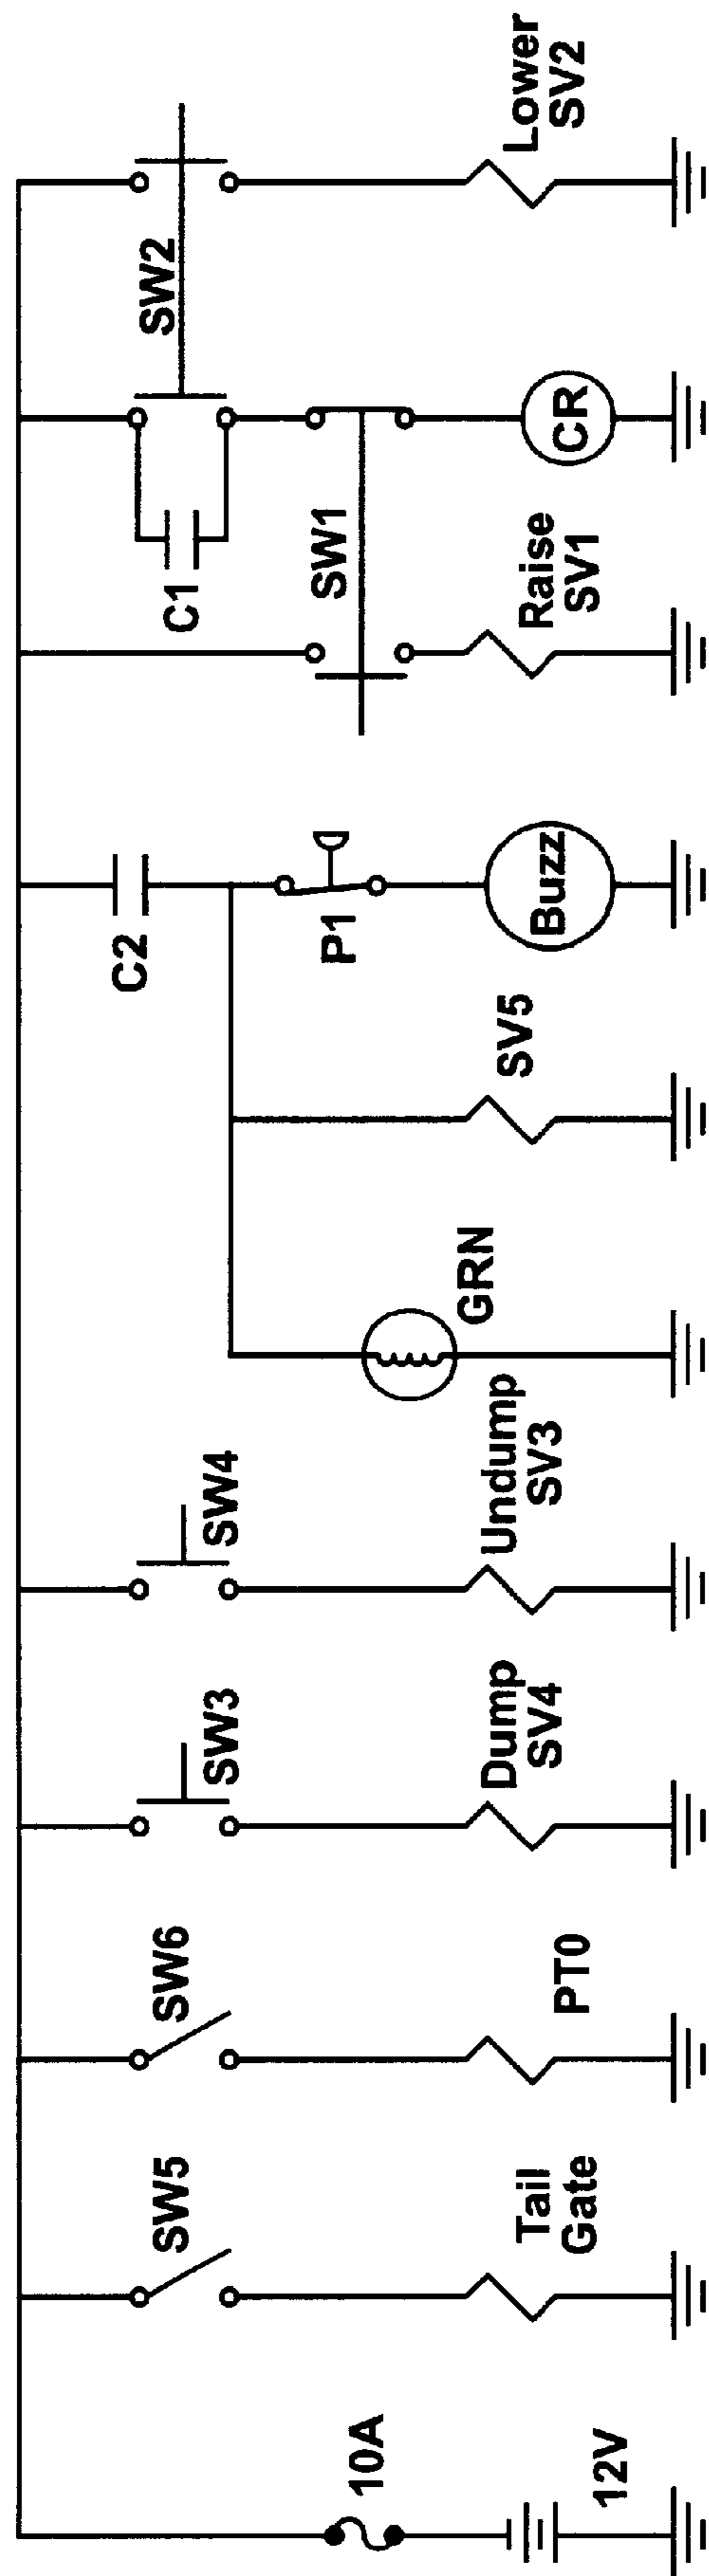 12V
10A
Tail
Gate
SW5
PT0
SW6
Dump
SV4
SW3
Undump
SV3
SW4
GRN
SV5
C2
P1
Buzz
Raise
SV1
SW1
C1
CR
SW2
Lower
SV2